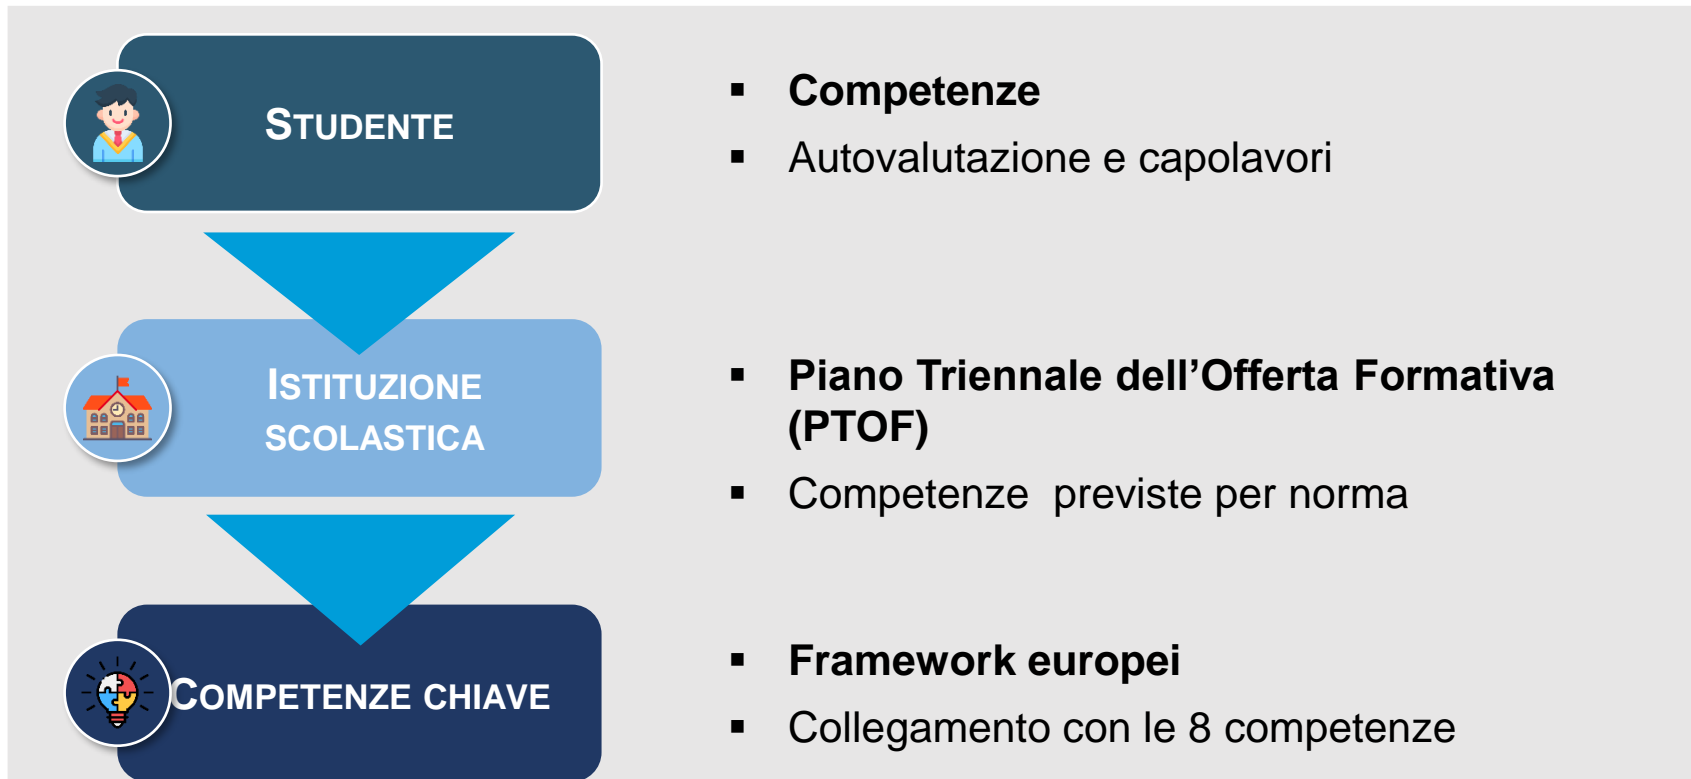 STUDENTE
▪ Competenze
▪ Autovalutazione e capolavori
ISTITUZIONE
SCOLASTICA
▪ Piano Triennale dell’Offerta Formativa
(PTOF)
▪ Competenze  previste per norma
COMPETENZE CHIAVE
▪ Framework europei
▪ Collegamento con le 8 competenze